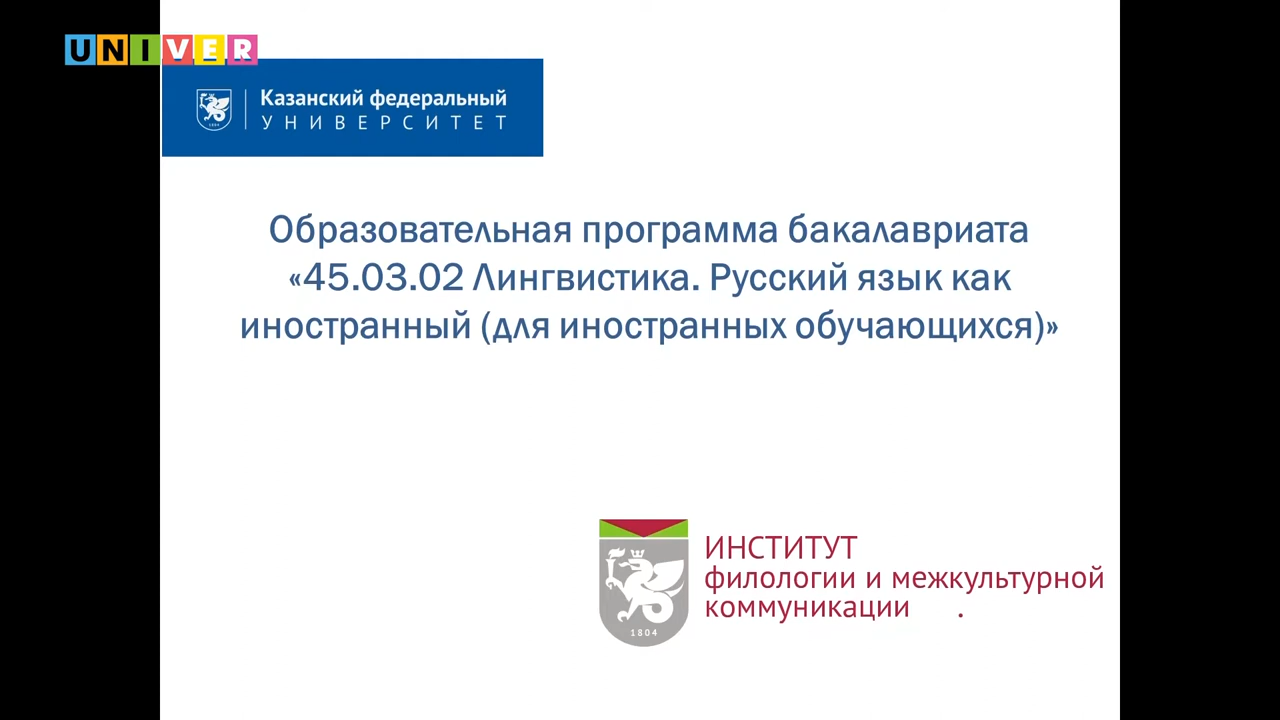 UNIVER
Казанский федеральный
УНИВЕРСИТЕТ
1804
Образовательная программа бакалавриата
«45.03.02 Лингвистика. Русский язык как
иностранный (для иностранных обучающихся)»
ИНСТИТУТ
филологии и межкультурной
коммуникации .
1804